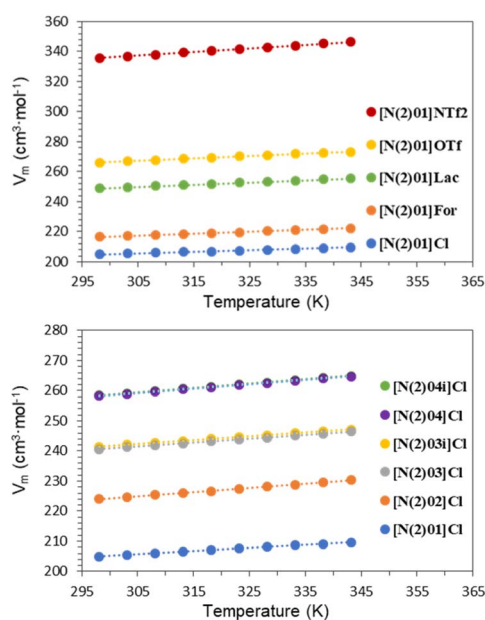 360
340
320
300
280
260
240
220
200
V_m (cm³·mol⁻¹)
[N(2)01]NTf2
[N(2)01]OTf
[N(2)01]Lac
[N(2)01]For
[N(2)01]Cl
295 305 315 325 335 345 355 365
Temperature (K)
280
270
260
250
240
230
220
210
200
V_m (cm³·mol⁻¹)
[N(2)04i]Cl
[N(2)04]Cl
[N(2)03i]Cl
[N(2)03]Cl
[N(2)02]Cl
[N(2)01]Cl
295 305 315 325 335 345 355 365
Temperature (K)